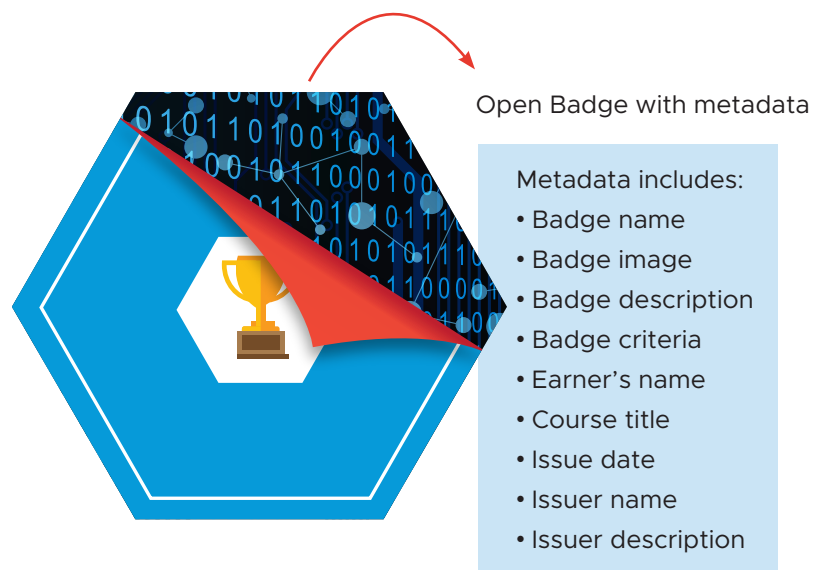 Open Badge with metadata
Metadata includes:
• Badge name
• Badge image
• Badge description
• Badge criteria
• Earner’s name
• Course title
• Issue date
• Issuer name
• Issuer description